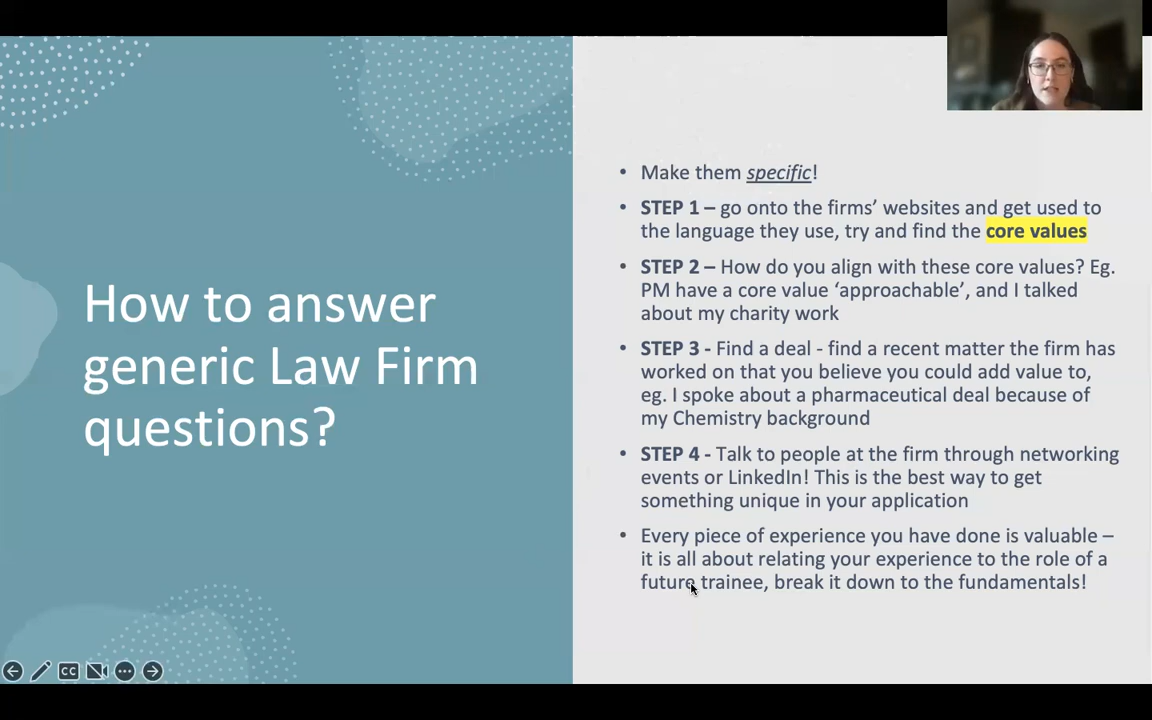 How to answer
generic Law Firm
questions?
• Make them specific!
• STEP 1 – go onto the firms’ websites and get used to
the language they use, try and find the core values
• STEP 2 – How do you align with these core values? Eg.
PM have a core value ‘approachable’, and I talked
about my charity work
• STEP 3 - Find a deal - find a recent matter the firm has
worked on that you believe you could add value to,
eg. I spoke about a pharmaceutical deal because of
my Chemistry background
• STEP 4 - Talk to people at the firm through networking
events or LinkedIn! This is the best way to get
something unique in your application
• Every piece of experience you have done is valuable –
it is all about relating your experience to the role of a
future trainee, break it down to the fundamentals!
CC